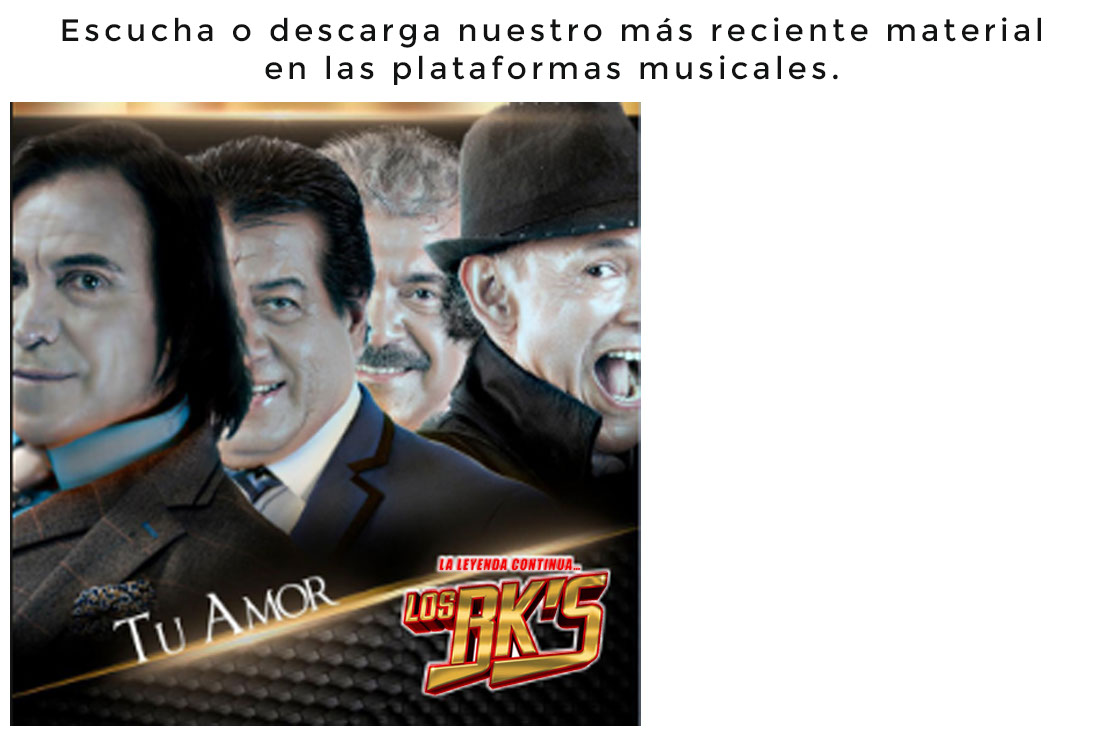 Escucha o descarga nuestro más reciente material
en las plataformas musicales.
TU AMOR
LA LEYENDA CONTINUA...
LOS BK'S